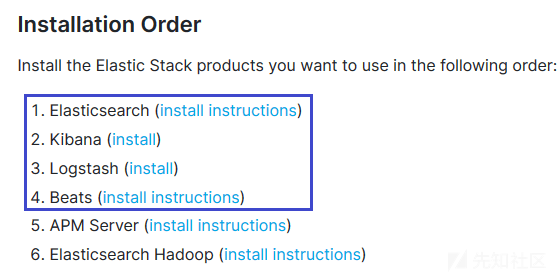 Installation Order
Install the Elastic Stack products you want to use in the following order:
1. Elasticsearch (install instructions)
2. Kibana (install)
3. Logstash (install)
4. Beats (install instructions)
5. APM Server (install instructions)
6. Elasticsearch Hadoop (install instructions)
先知社区